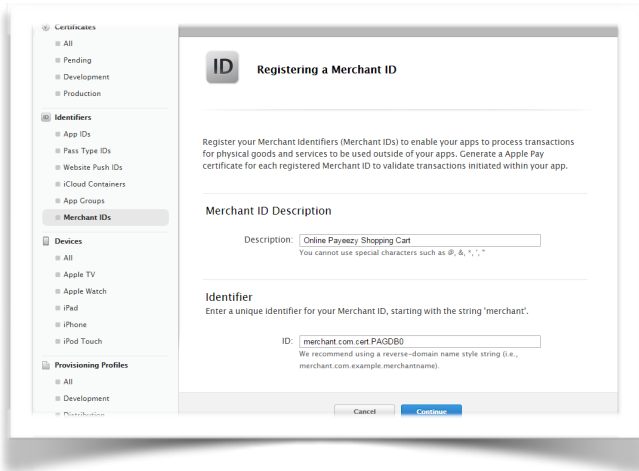 Certificates
All
Pending
Development
Production
ID Identifiers
App IDs
Pass Type IDs
Website Push IDs
iCloud Containers
App Groups
Merchant IDs
Devices
All
Apple TV
Apple Watch
iPad
iPhone
iPod Touch
Provisioning Profiles
All
Development
Distribution
ID Registering a Merchant ID
Register your Merchant Identifiers (Merchant IDs) to enable your apps to process transactions
for physical goods and services to be used outside of your apps. Generate a Apple Pay
certificate for each registered Merchant ID to validate transactions initiated within your app.
Merchant ID Description
Description: Online Payeezy Shopping Cart
You cannot use special characters such as @, &, *, ', "
Identifier
Enter a unique identifier for your Merchant ID, starting with the string 'merchant'.
ID: merchant.com.cert.PAGDB0
We recommend using a reverse-domain name style string (i.e.,
merchant.com.example.merchantname).
Cancel Continue